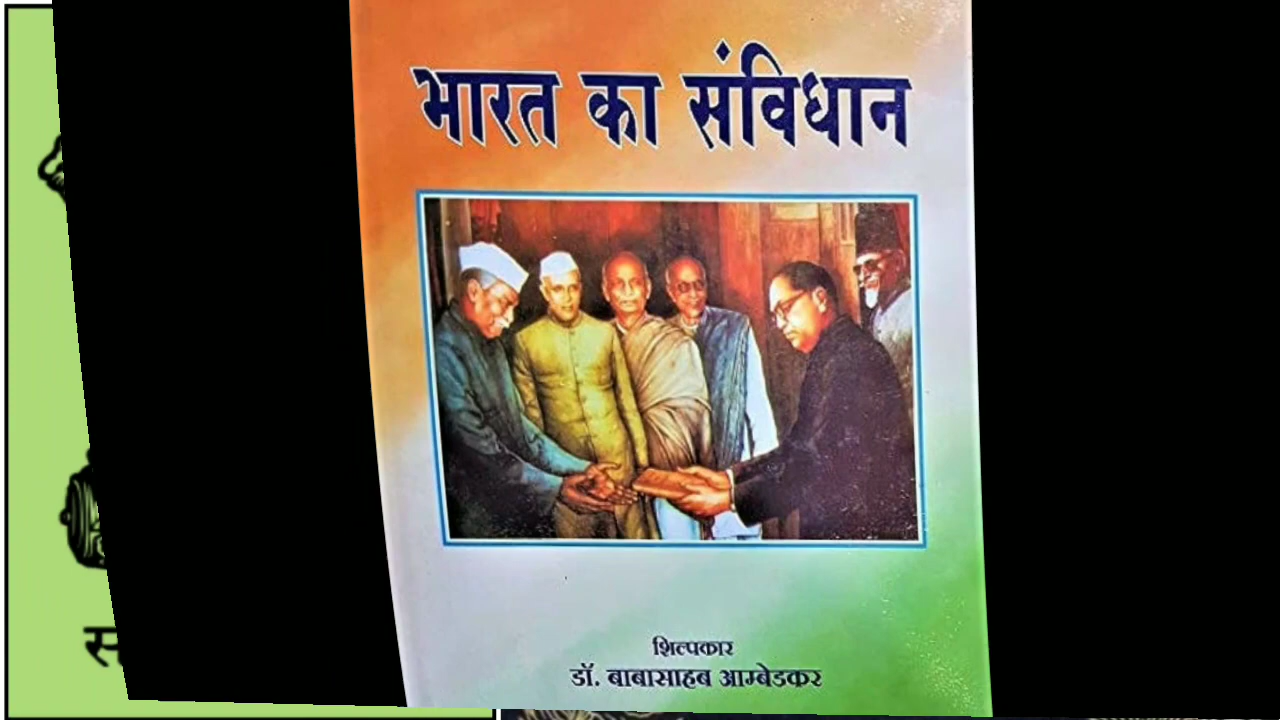 भारत का संविधान
शिल्पकार
डॉ. बाबासाहब आम्बेडकर